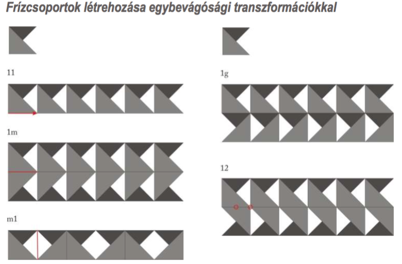 Frízcsoportok létrehozása egybevágósági transzformációkkal
11
1g
1m
12
m1